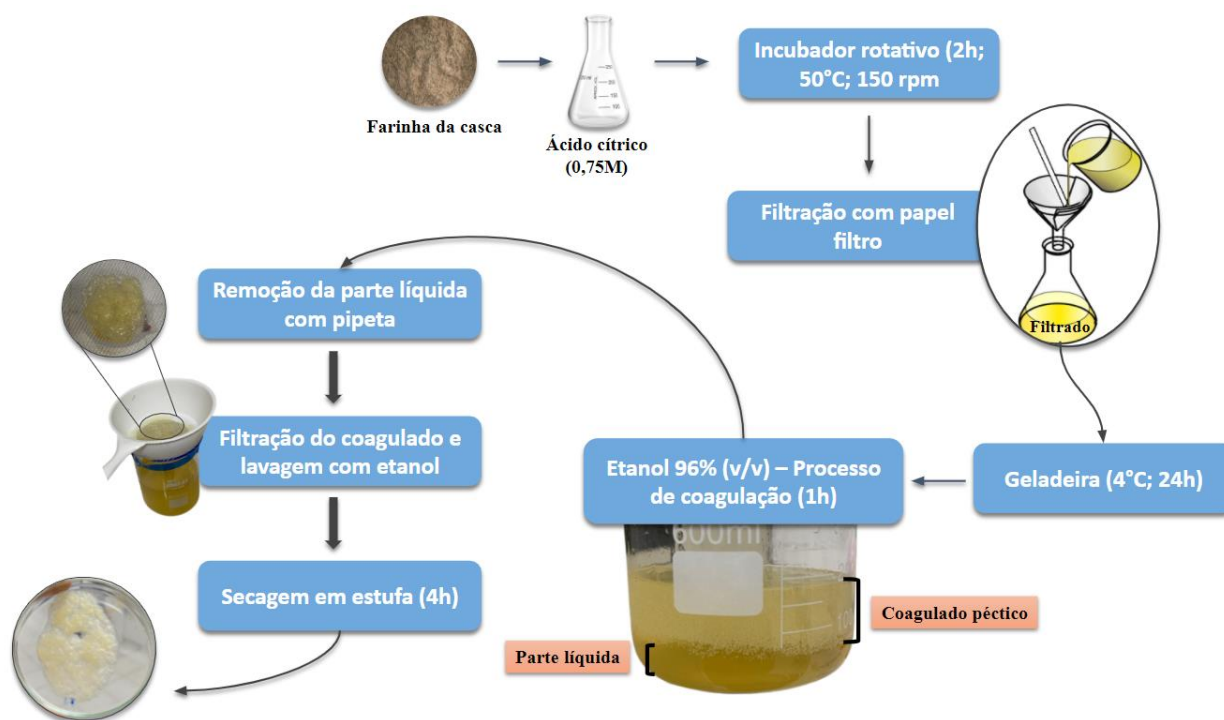 Farinha da casca
Ácido cítrico
(0,75M)
Incubador rotativo (2h;
50°C; 150 rpm
Filtração com papel
filtro
Filtrado
Geladeira (4°C; 24h)
Etanol 96% (v/v) – Processo
de coagulação (1h)
600ml
Coagulado péctico
Parte líquida
Remoção da parte líquida
com pipeta
Filtração do coagulado e
lavagem com etanol
Secagem em estufa (4h)